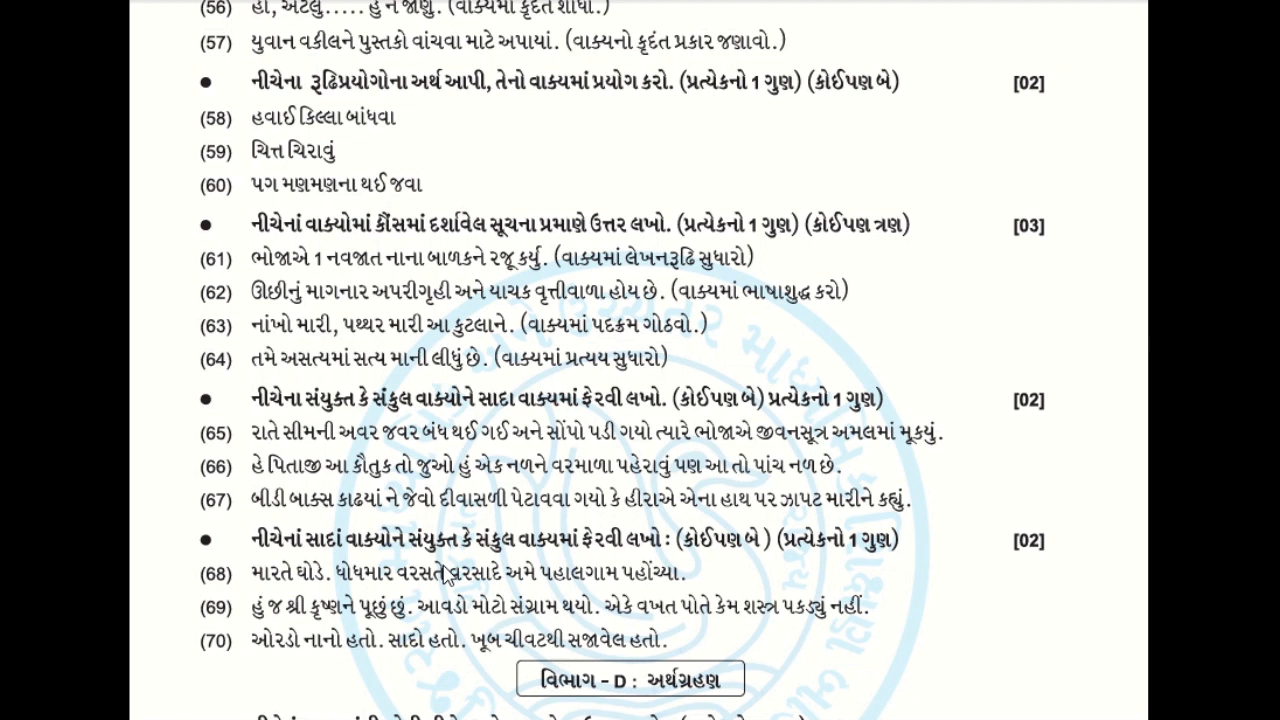 (56) હા, એટલું..... હું ન જાણું. (વાક્યમાં કૃદંત શોધો.)
(57) યુવાન વકીલને પુસ્તકો વાંચવા માટે અપાયાં. (વાક્યનો કૃદંત પ્રકાર જણાવો.)
● નીચેના રૂઢિપ્રયોગોના અર્થ આપી, તેનો વાક્યમાં પ્રયોગ કરો. (પ્રત્યેકનો 1 ગુણ) (કોઈપણ બે) [02]
(58) હવાઈ કિલ્લા બાંધવા
(59) ચિત્ત ચિરાવું
(60) પગ મણમણના થઈ જવા
● નીચેનાં વાક્યોમાં કૌંસમાં દર્શાવેલ સૂચના પ્રમાણે ઉત્તર લખો. (પ્રત્યેકનો 1 ગુણ) (કોઈપણ ત્રણ) [03]
(61) ભોજાએ 1 નવજાત નાના બાળકને રજૂ કર્યુ. (વાક્યમાં લેખનરૂઢિ સુધારો)
(62) ઊછીનું માગનાર અપરીગૃહી અને યાચક વૃત્તીવાળા હોય છે. (વાક્યમાં ભાષાશુદ્ધ કરો)
(63) નાંખો મારી, પથ્થર મારી આ કુટલાને. (વાક્યમાં પદક્રમ ગોઠવો.)
(64) તમે અસત્યમાં સત્ય માની લીધું છે. (વાક્યમાં પ્રત્યય સુધારો)
● નીચેના સંયુક્ત કે સંકુલ વાક્યોને સાદા વાક્યમાં ફેરવી લખો. (કોઈપણ બે) પ્રત્યેકનો 1 ગુણ) [02]
(65) રાતે સીમની અવર જવર બંધ થઈ ગઈ અને સોંપો પડી ગયો ત્યારે ભોજાએ જીવનસૂત્ર અમલમાં મૂકયું.
(66) હે પિતાજી આ કૌતુક તો જુઓ હું એક નળને વરમાળા પહેરાવું પણ આ તો પાંચ નળ છે.
(67) બીડી બાક્સ કાઢયાં ને જેવો દીવાસળી પેટાવવા ગયો કે હીરાએ એના હાથ પર ઝાપટ મારીને કહ્યું.
● નીચેનાં સાદાં વાક્યોને સંયુક્ત કે સંકુલ વાક્યમાં ફેરવી લખો : (કોઈપણ બે ) (પ્રત્યેકનો 1 ગુણ) [02]
(68) મારતે ઘોડે. ધોધમાર વરસતે વરસાદે અમે પહાલગામ પહોંચ્યા.
(69) હું જ શ્રી કૃષ્ણને પૂછું છું. આવડો મોટો સંગ્રામ થયો. એકે વખત પોતે કેમ શસ્ત્ર પકડ્યું નહીં.
(70) ઓરડો નાનો હતો. સાદો હતો. ખૂબ ચીવટથી સજાવેલ હતો.
વિભાગ - D : અર્થગ્રહણ